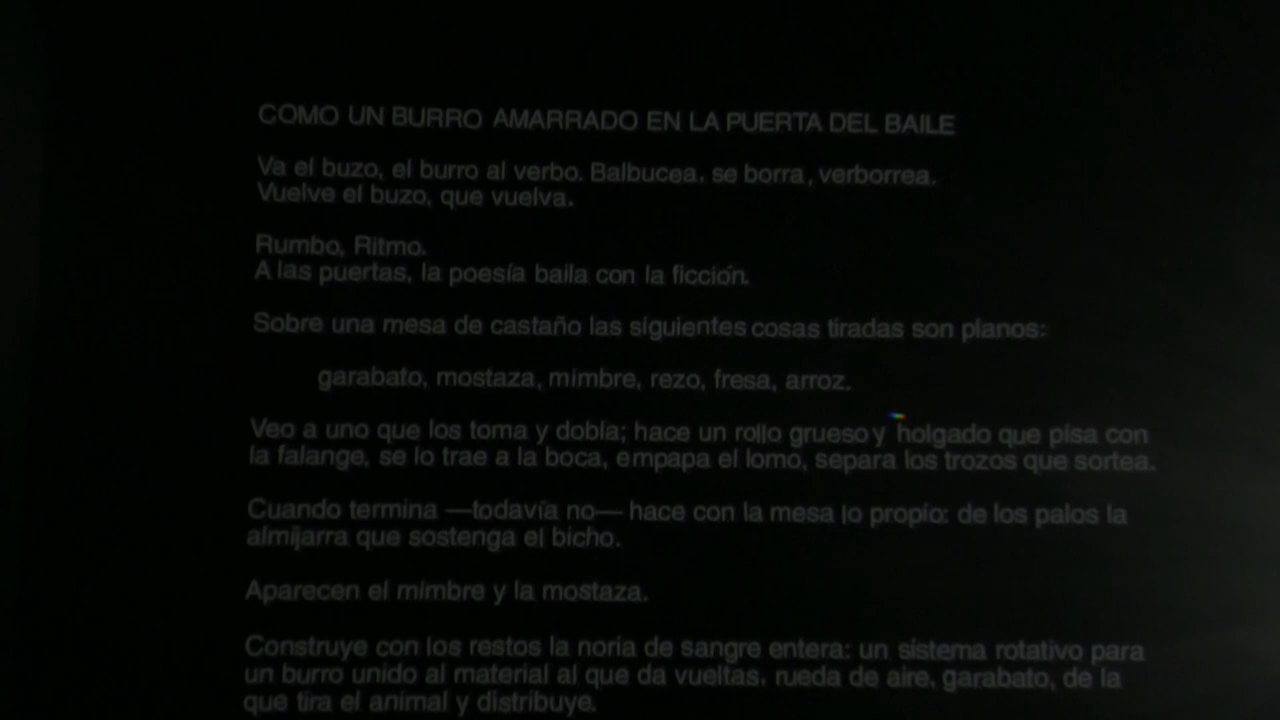 COMO UN BURRO AMARRADO EN LA PUERTA DEL BAILE
Va el buzo, el burro al verbo. Balbucea, se borra, verborrea.
Vuelve el buzo, que vuelva.
Rumbo, Ritmo.
A las puertas, la poesía baila con la ficción.
Sobre una mesa de castaño las siguientes cosas tiradas son planos:
garabato, mostaza, mimbre, rezo, fresa, arroz.
Veo a uno que los toma y dobla; hace un rollo grueso y holgado que pisa con
la falange, se lo trae a la boca, empapa el lomo, separa los trozos que sortea.
Cuando termina —todavía no— hace con la mesa lo propio: de los palos la
almijarra que sostenga el bicho.
Aparecen el mimbre y la mostaza.
Construye con los restos la noria de sangre entera: un sistema rotativo para
un burro unido al material al que da vueltas, rueda de aire, garabato, de la
que tira el animal y distribuye.